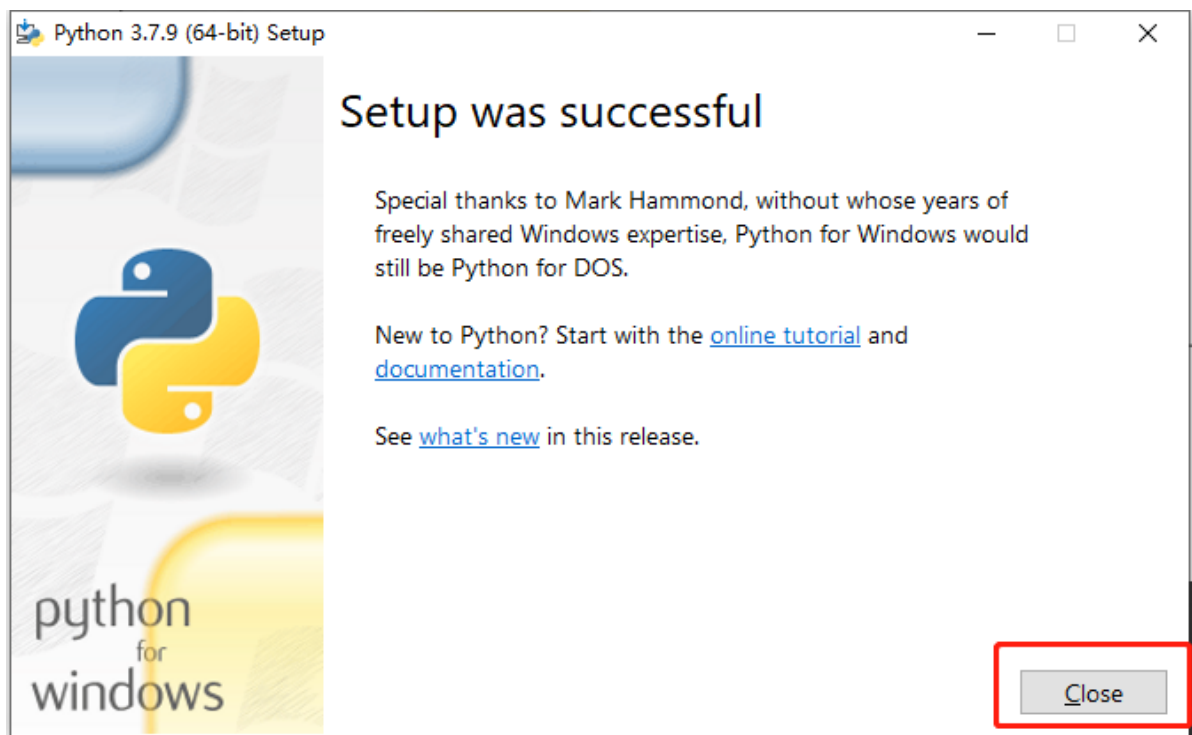 Python 3.7.9 (64-bit) Setup
Setup was successful
Special thanks to Mark Hammond, without whose years of
freely shared Windows expertise, Python for Windows would
still be Python for DOS.
New to Python? Start with the online tutorial and
documentation.
See what's new in this release.
python
for
windows
Close